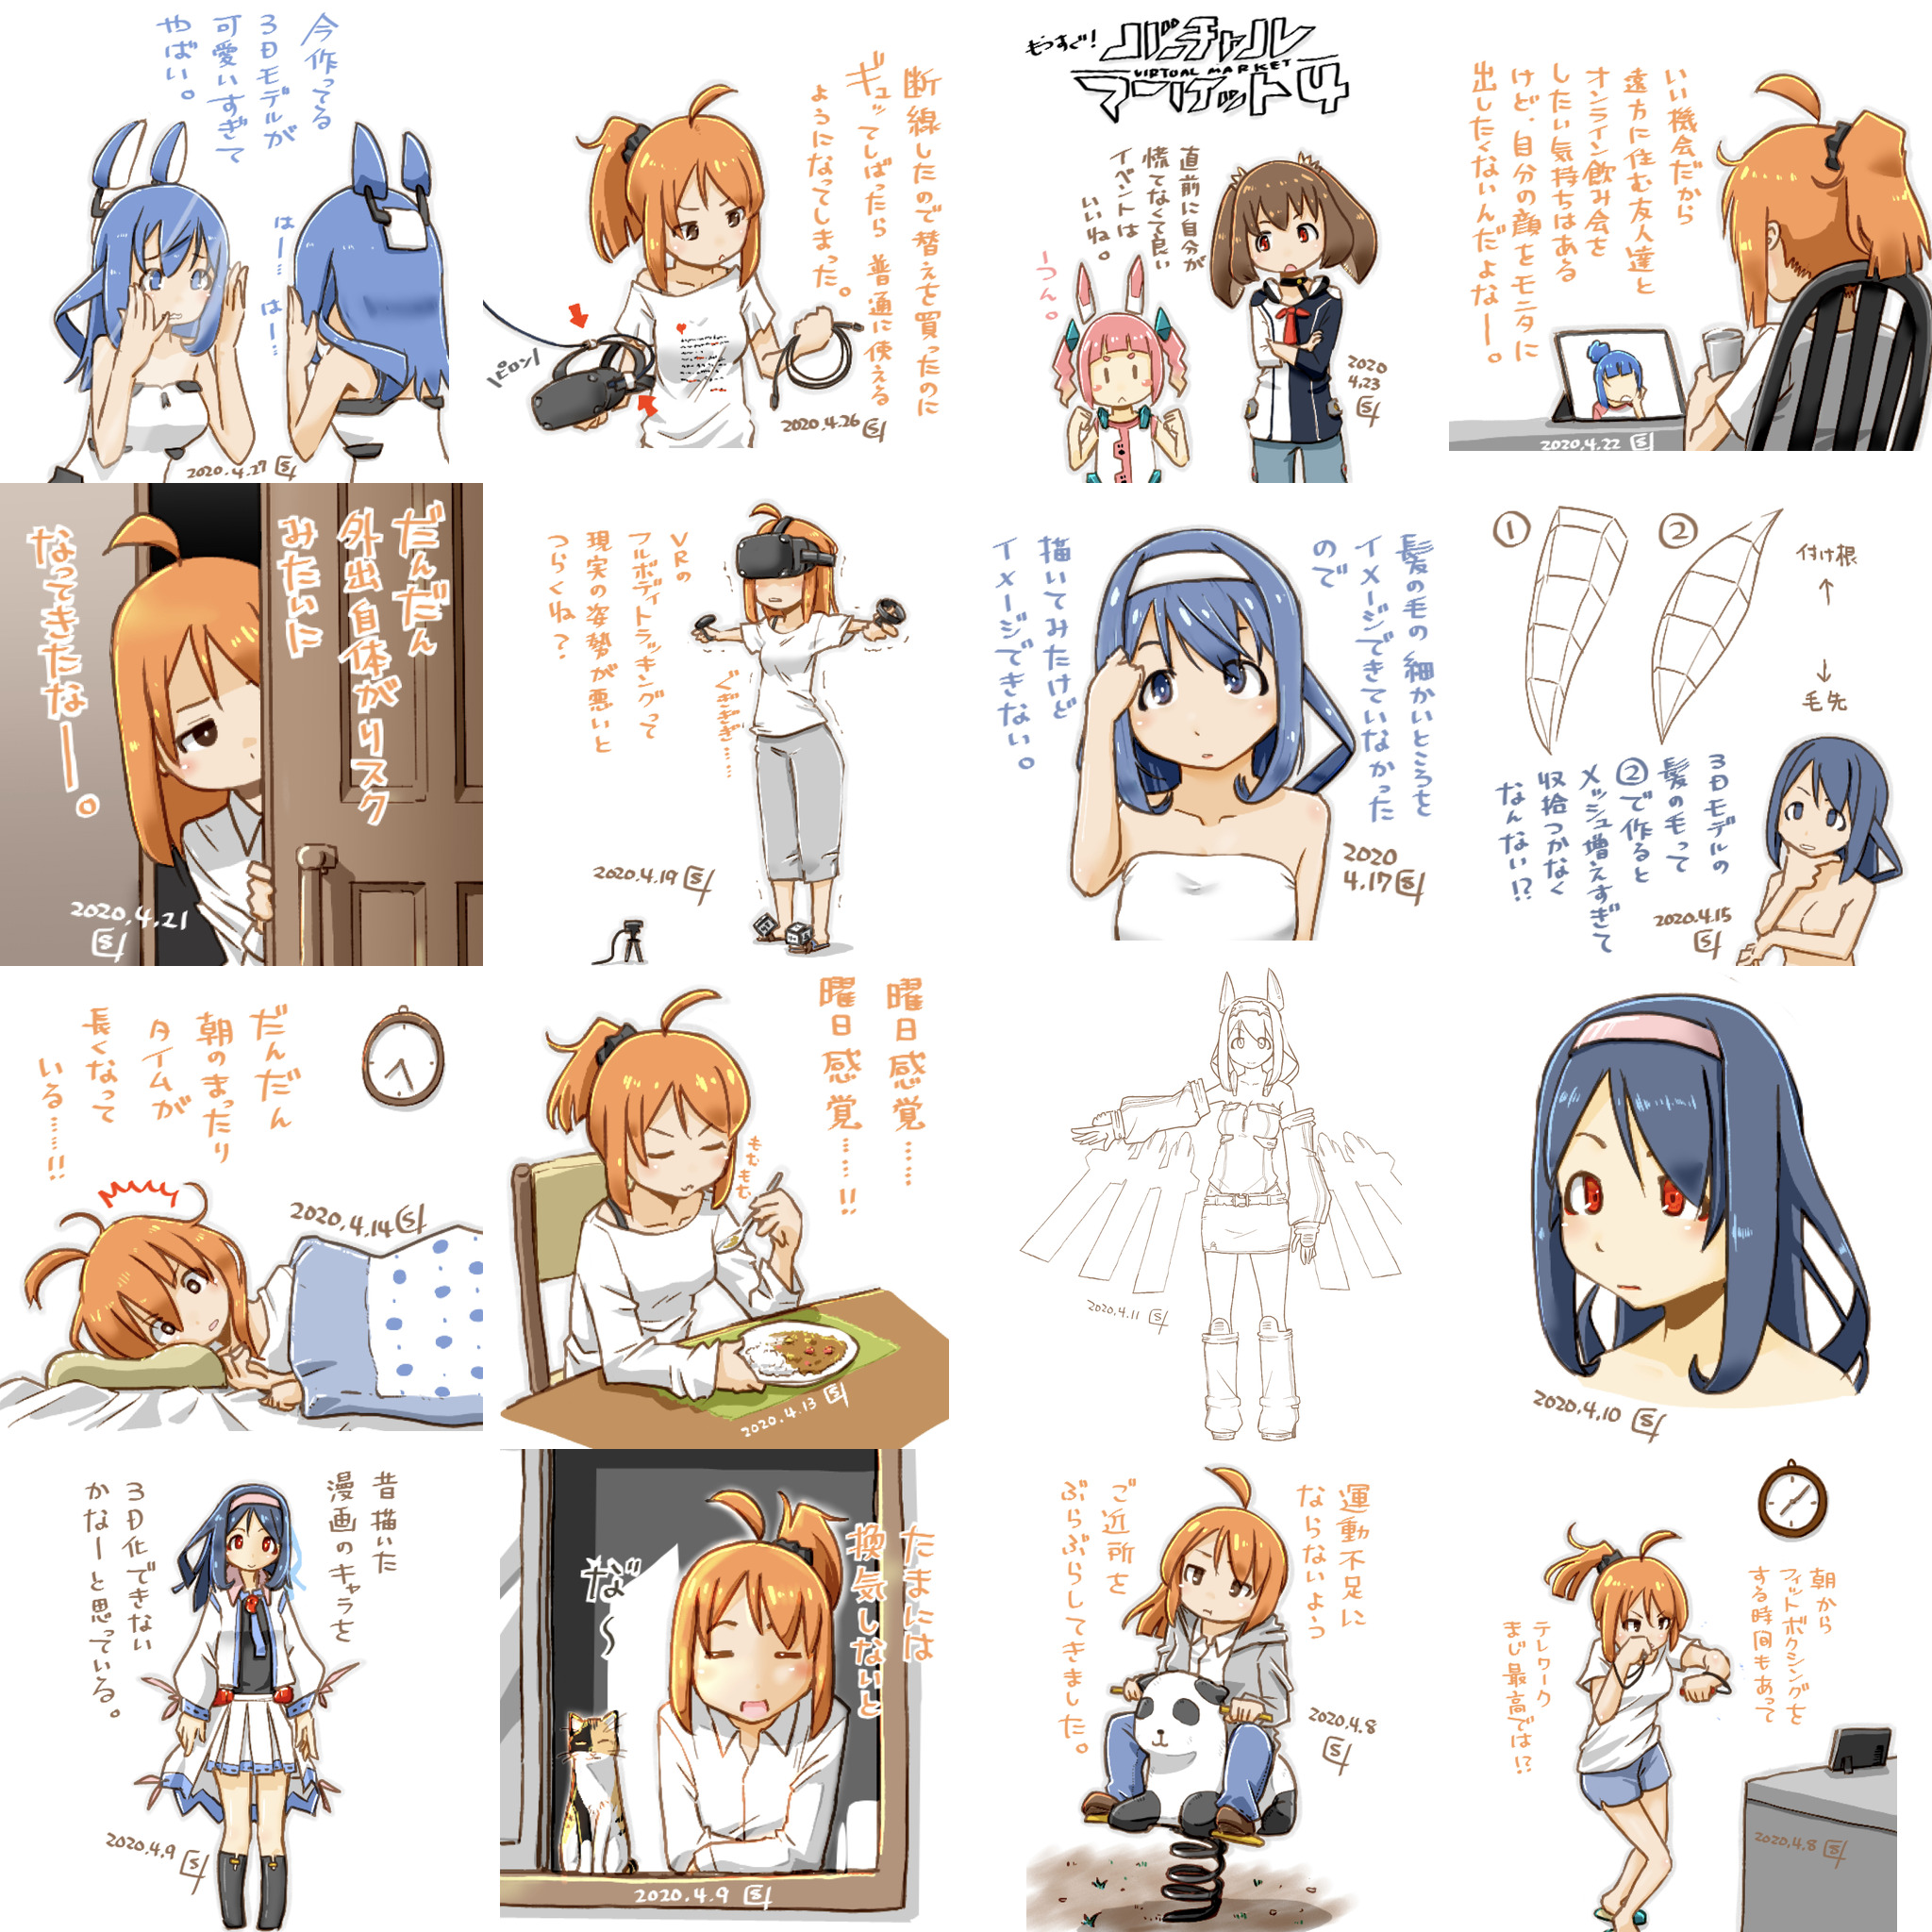 今作ってる
3Dモデルが
可愛いすぎて
やばい。
はー…
はー…
2020.4.27
断線したので替えを買ったのに
ギュッてしばったら普通に使える
ようになってしまった。
ピロン
2020.4.26
もうすぐ!
バーチャル
VIRTUAL MARKET
マーケット4
直前に自分が
慌てなくて良い
イベントは
いいね。
つん。
2020
4.23
いい機会だから
遠方に住む友人達と
オンライン飲み会を
したい気持ちはある
けど、自分の顔をモニタに
出したくないんだよなー。
2020.4.22
だんだん
外出自体がリスク
みたいに
なってきたなー。
2020.4.21
VRの
フルボディトラッキングって
現実の姿勢が悪いと
つらくね?
ぐぎぎぎ……
2020.4.19
髪の毛の細かいところを
イメージできていなかった
ので
描いてみたけど
イメージできない。
2020
4.17
①
②
付け根
↑
↓
毛先
3Dモデルの
髪の毛って
②で作ると
メッシュ増えすぎて
収拾つかなく
なんない!?
2020.4.15
だんだん
朝のまったり
タイムが
長くなって
いる……!!
2020.4.14
曜日感覚……
曜日感覚……!!
もむもむ
2020.4.13
2020.4.11
2020.4.10
昔描いた
漫画のキャラを
3D化できない
かなーと思っている。
2020.4.9
たまには
換気しないと
な〜
2020.4.9
運動不足に
ならないよう
ご近所を
ぶらぶらしてきました。
2020.4.8
朝から
フィットボクシングを
する時間もあって
テレワーク
まじ最高では!?
2020.4.8